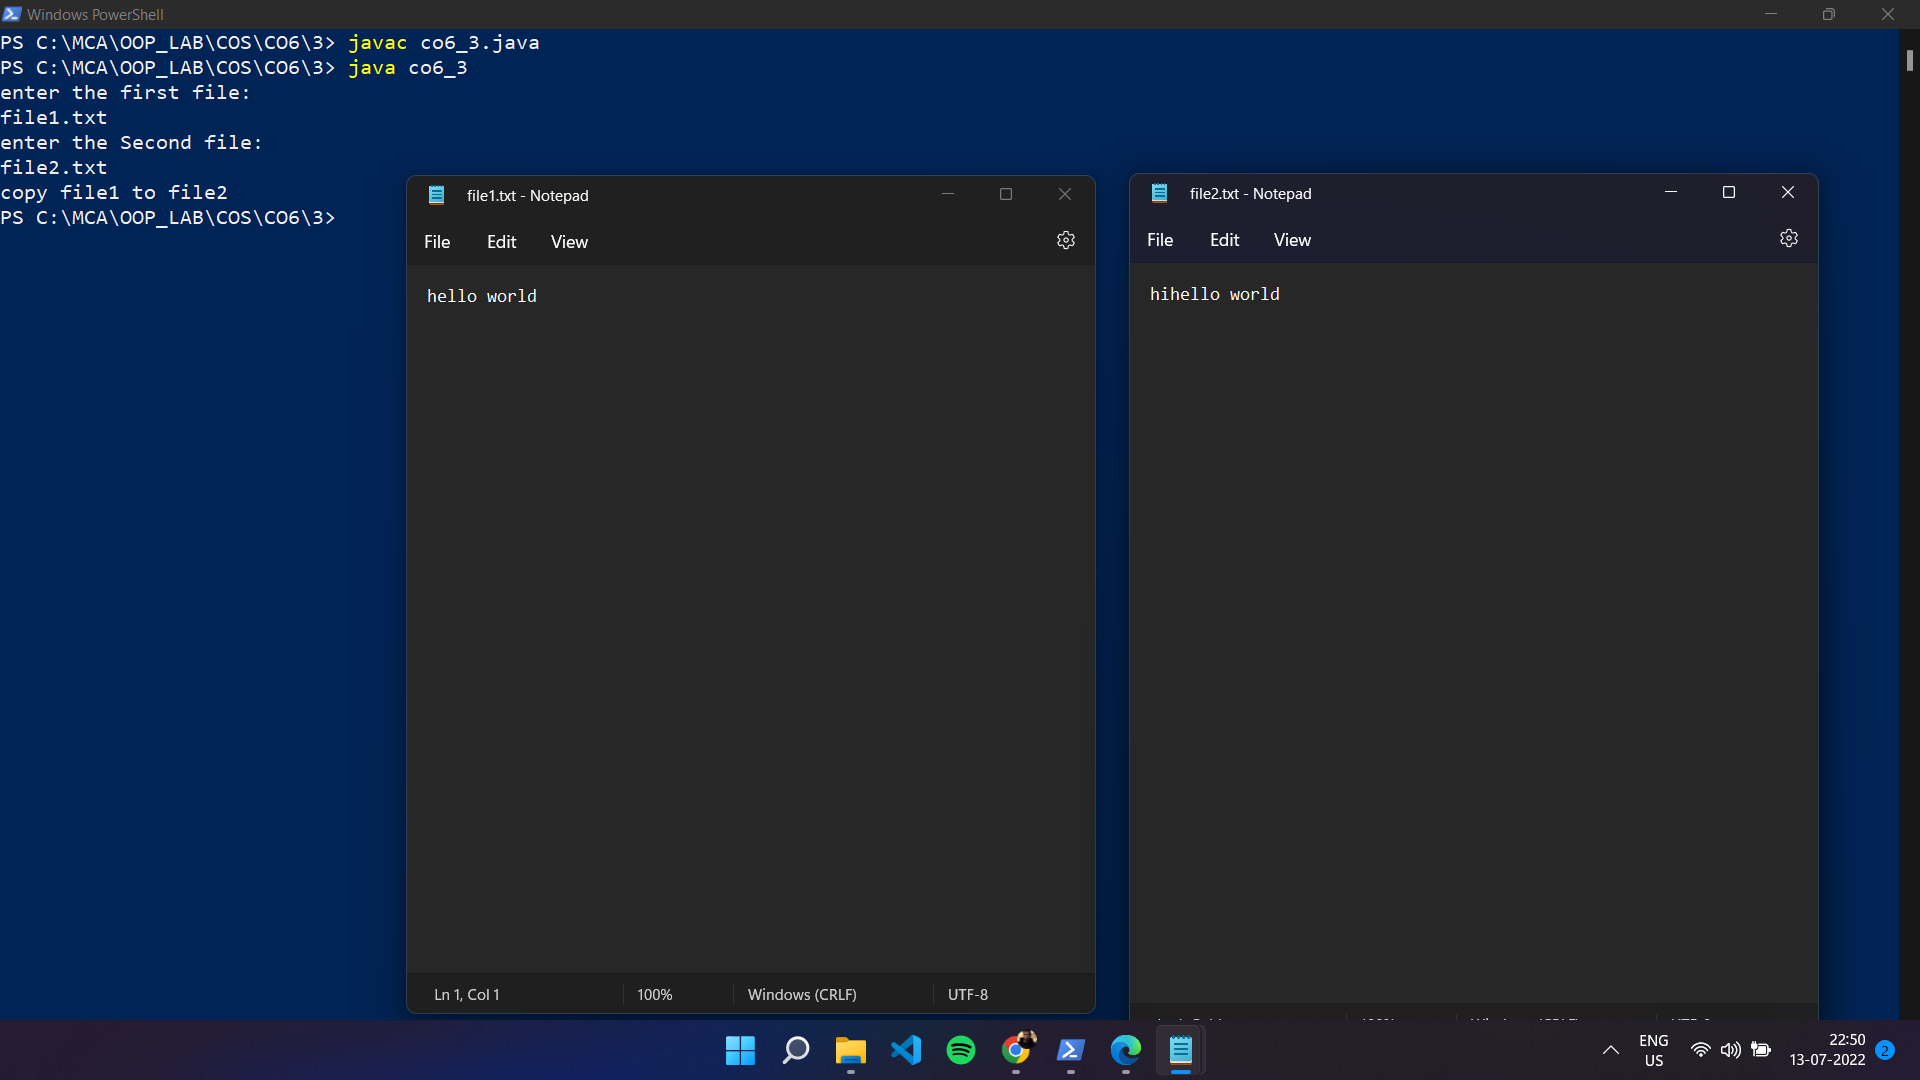 Windows PowerShell
PS C:\MCA\OOP_LAB\COS\CO6\3> javac co6_3.java
PS C:\MCA\OOP_LAB\COS\CO6\3> java co6_3
enter the first file:
file1.txt
enter the Second file:
file2.txt
copy file1 to file2
PS C:\MCA\OOP_LAB\COS\CO6\3>
file1.txt - Notepad
File Edit View
hello world
Ln 1, Col 1 100% Windows (CRLF) UTF-8
file2.txt - Notepad
File Edit View
hihello world
ENG
US
22:50
13-07-2022
2